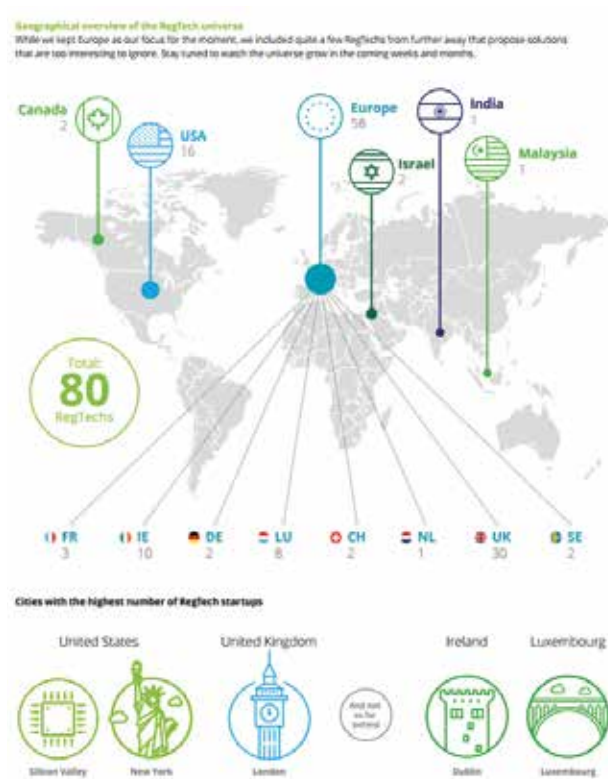 Geographical overview of the RegTech universe
While we kept Europe as our focus for the moment, we included quite a few RegTechs from further away that propose solutions
that are too interesting to ignore. Stay tuned to watch the universe grow in the coming weeks and months.
Canada
2
USA
16
Europe
58
India
1
Israel
2
Malaysia
1
Total:
80
RegTechs
FR
3
IE
10
DE
2
LU
8
CH
2
NL
1
UK
30
SE
2
Cities with the highest number of RegTech startups
United States
United Kingdom
Ireland
Luxembourg
And not
so far
behind
Silicon Valley
New York
London
Dublin
Luxembourg